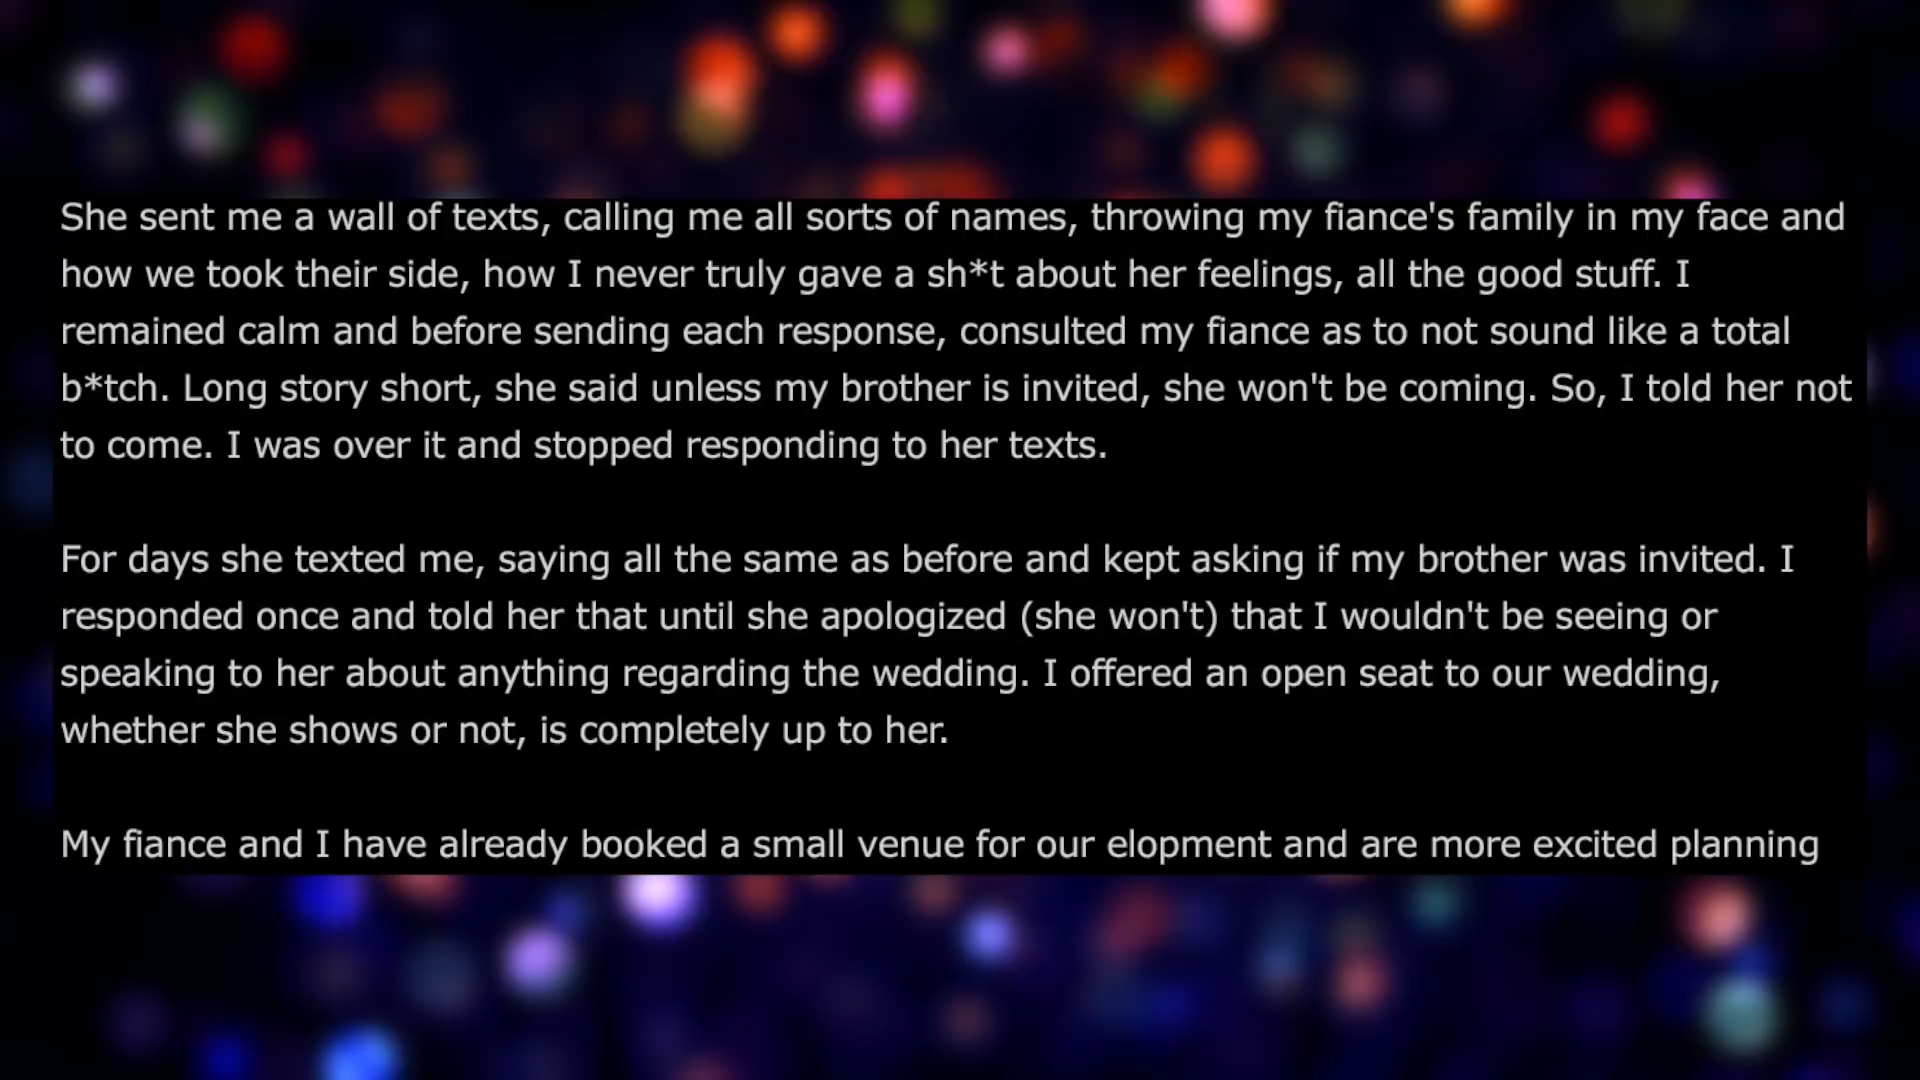 She sent me a wall of texts, calling me all sorts of names, throwing my fiance's family in my face and
how we took their side, how I never truly gave a sh*t about her feelings, all the good stuff. I
remained calm and before sending each response, consulted my fiance as to not sound like a total
b*tch. Long story short, she said unless my brother is invited, she won't be coming. So, I told her not
to come. I was over it and stopped responding to her texts.
For days she texted me, saying all the same as before and kept asking if my brother was invited. I
responded once and told her that until she apologized (she won't) that I wouldn't be seeing or
speaking to her about anything regarding the wedding. I offered an open seat to our wedding,
whether she shows or not, is completely up to her.
My fiance and I have already booked a small venue for our elopment and are more excited planning